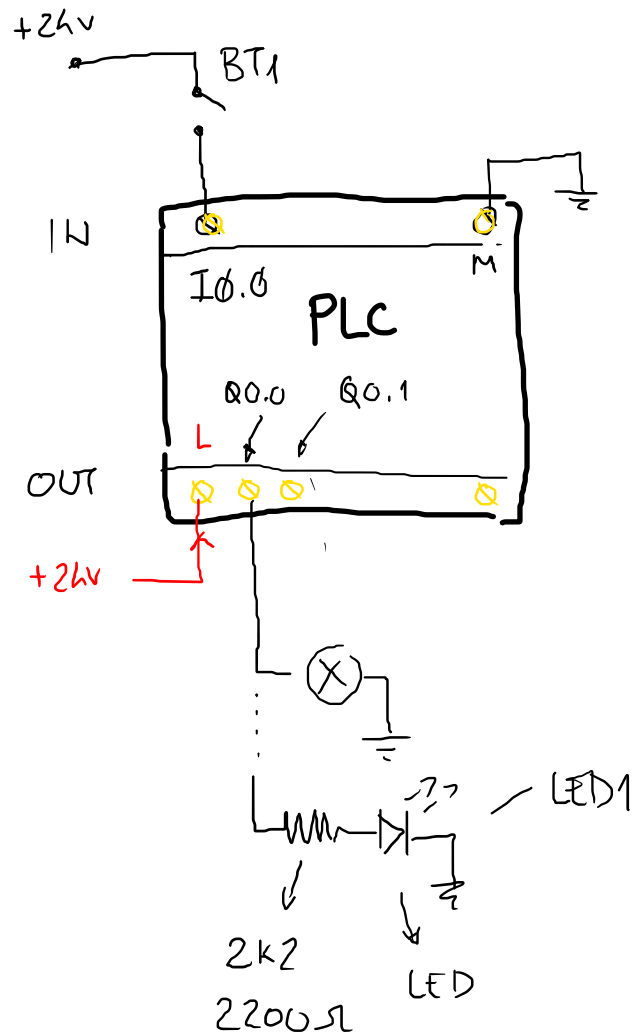 +24V
BT1
IN
I0.0
M
PLC
Q0.0
Q0.1
L
OUT
+24V
LED1
2K2
LED
2200Ω